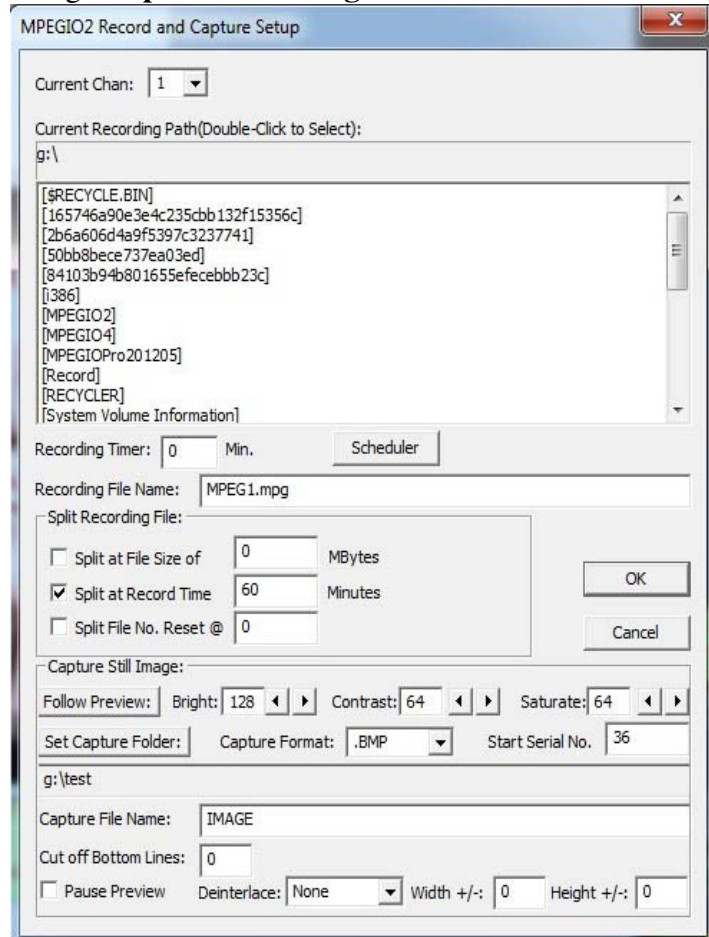 MPEGIO2 Record and Capture Setup
x
Current Chan: 1
Current Recording Path(Double-Click to Select):
g:\
[$RECYCLE.BIN]
[165746a90e3e4c235cbb132f15356c]
[2b6a606d4a9f5397c3237741]
[50bb8bece737ea03ed]
[84103b94b801655efecebbb23c]
[i386]
[MPEGIO2]
[MPEGIO4]
[MPEGIOPro201205]
[Record]
[RECYCLER]
[System Volume Information]
Recording Timer: 0 Min. Scheduler
Recording File Name: MPEG1.mpg
Split Recording File:
Split at File Size of 0 MBytes
Split at Record Time 60 Minutes
OK
Split File No. Reset @ 0
Cancel
Capture Still Image:
Follow Preview: Bright: 128 Contrast: 64 Saturate: 64
Set Capture Folder: Capture Format: .BMP Start Serial No. 36
g:\test
Capture File Name: IMAGE
Cut off Bottom Lines: 0
Pause Preview Deinterlace: None Width +/-: 0 Height +/-: 0